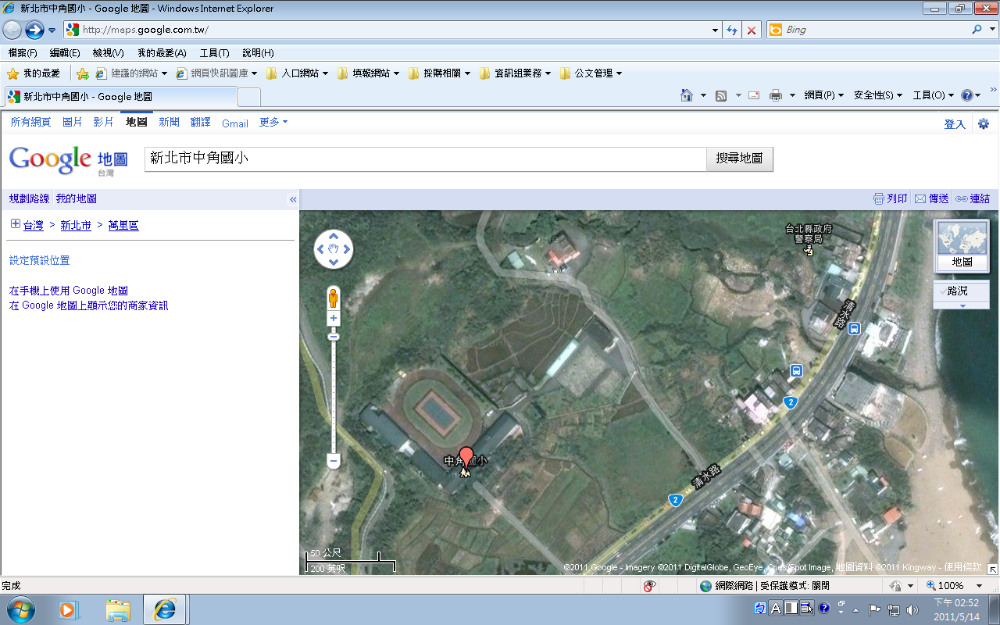 新北市中角國小 - Google 地圖 - Windows Internet Explorer
http://maps.google.com.tw/
Bing
檔案(F) 編輯(E) 檢視(V) 我的最愛(A) 工具(T) 說明(H)
我的最愛 建議的網站 網頁快訊圖庫 入口網站 填報網站 採購相關 資訊組業務 公文管理
新北市中角國小 - Google 地圖
網頁(P) 安全性(S) 工具(O)
所有網頁 圖片 影片 地圖 新聞 翻譯 Gmail 更多
登入
Google 地圖
台灣
新北市中角國小
搜尋地圖
規劃路線 我的地圖 «
列印 傳送 連結
台灣 > 新北市 > 萬里區
設定預設位置
在手機上使用 Google 地圖
在 Google 地圖上顯示您的商家資訊
台北縣政府
警察局
地圖
路況
清水路
2
中角國小
清水路
2
50 公尺
200 英呎
©2011 Google - Imagery ©2011 DigitalGlobe, GeoEye, Cnes/Spot Image, 地圖資料 ©2011 Kingway - 使用條款
完成
網際網路 | 受保護模式: 關閉
100%
A
下午 02:52
2011/5/14